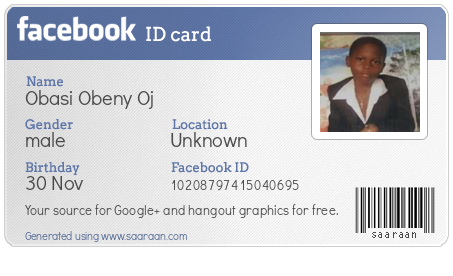 facebook ID card
Name
Obasi Obeny Oj
Gender Location
male Unknown
Birthday Facebook ID
30 Nov 10208797415040695
Your source for Google+ and hangout graphics for free.
Generated using www.saaraan.com
saaraan